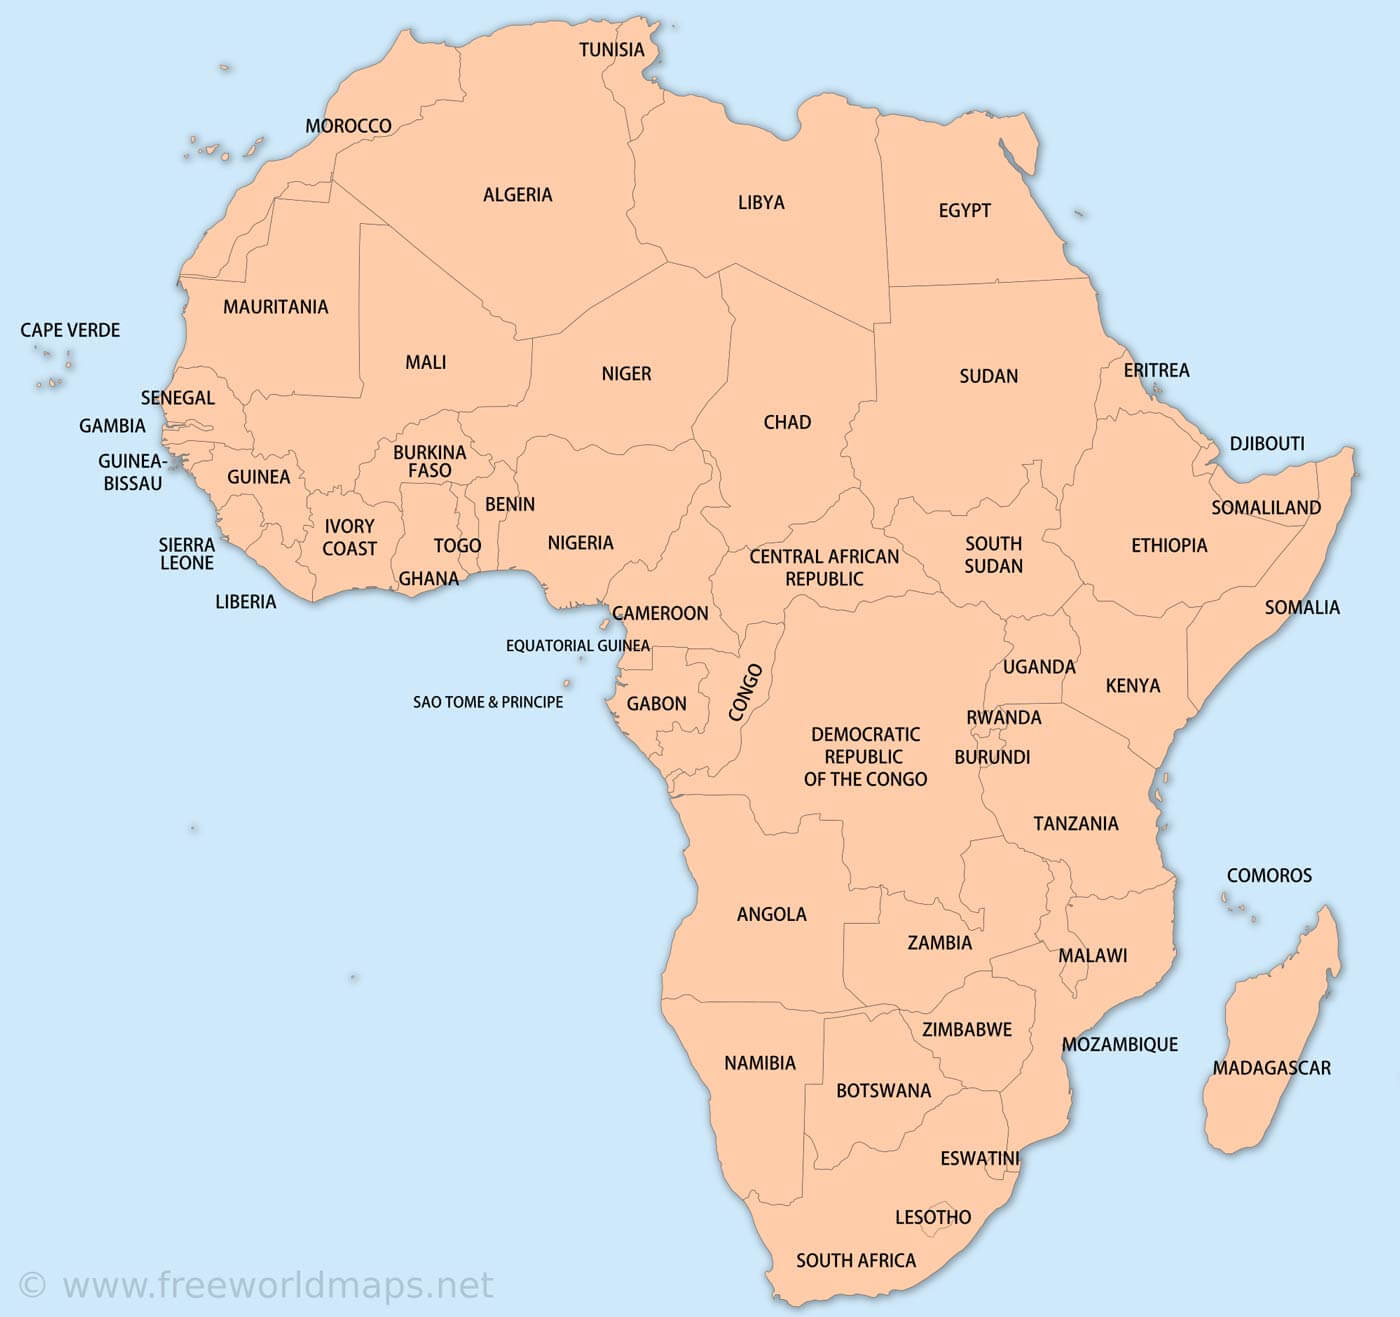 TUNISIA
MOROCCO
ALGERIA
LIBYA
EGYPT
MAURITANIA
CAPE VERDE
MALI
NIGER
SUDAN
ERITREA
SENEGAL
CHAD
GAMBIA
DJIBOUTI
BURKINA
FASO
GUINEA-
BISSAU
GUINEA
BENIN
SOMALILAND
IVORY
COAST
TOGO
NIGERIA
SIERRA
LEONE
GHANA
CENTRAL AFRICAN
REPUBLIC
SOUTH
SUDAN
ETHIOPIA
LIBERIA
SOMALIA
CAMEROON
EQUATORIAL GUINEA
UGANDA
KENYA
SAO TOME & PRINCIPE
GABON
CONGO
RWANDA
DEMOCRATIC
REPUBLIC
OF THE CONGO
BURUNDI
TANZANIA
COMOROS
ANGOLA
ZAMBIA
MALAWI
ZIMBABWE
MOZAMBIQUE
NAMIBIA
MADAGASCAR
BOTSWANA
ESWATINI
LESOTHO
SOUTH AFRICA
© www.freeworldmaps.net